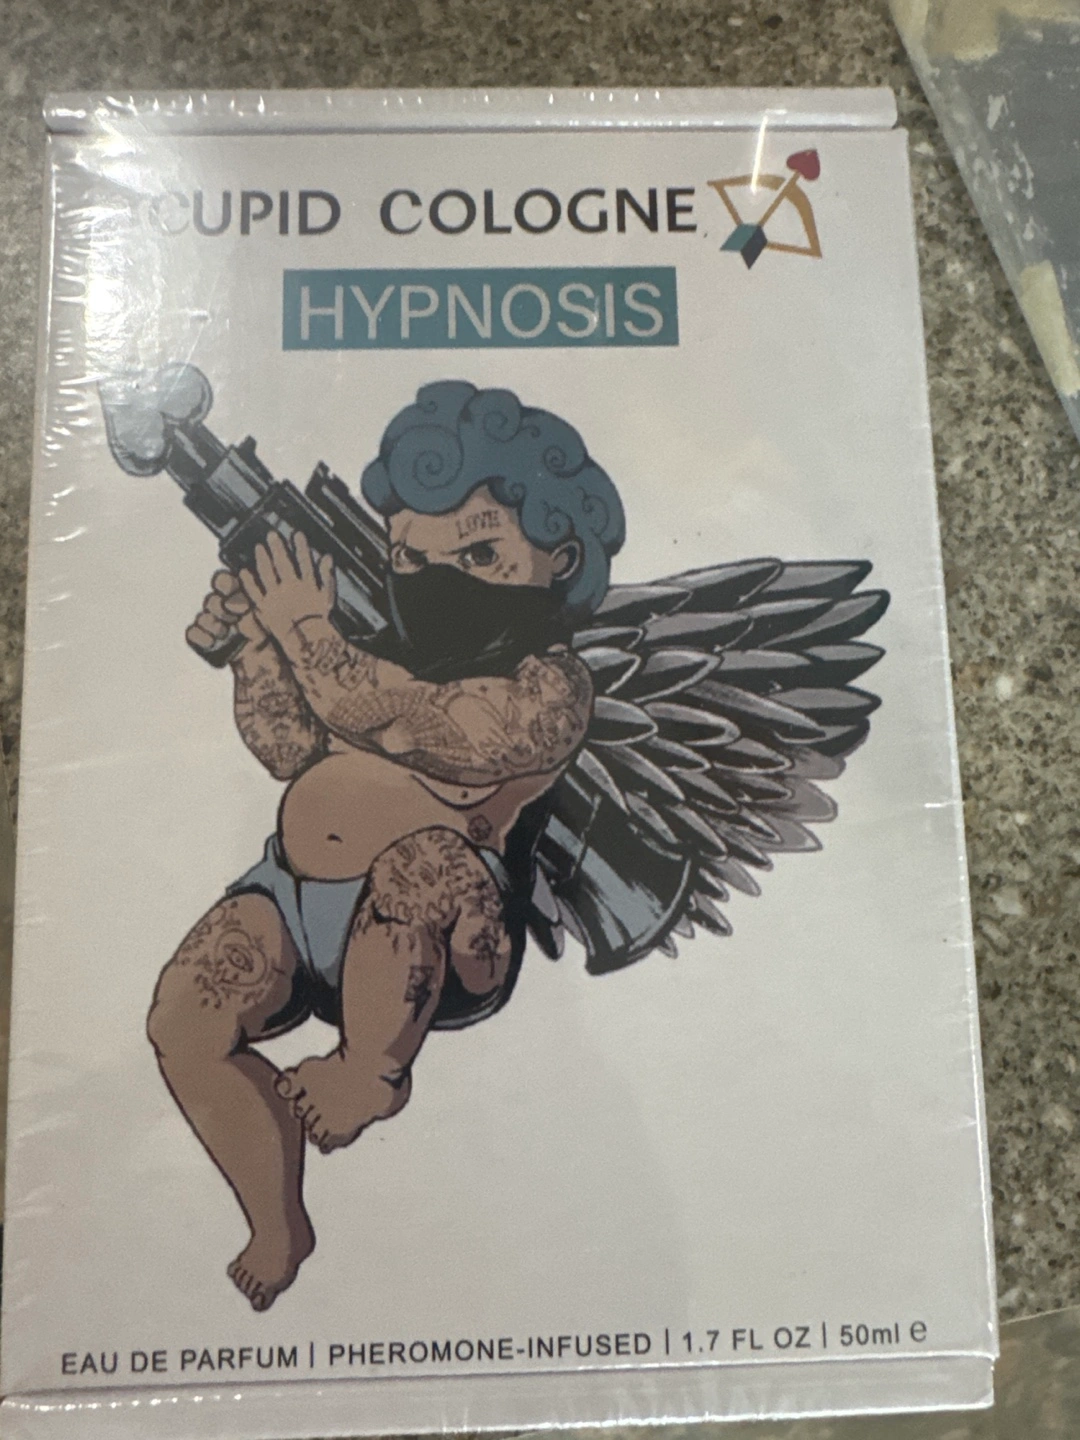 CUPID COLOGNE
HYPNOSIS
LOVE
EAU DE PARFUM | PHEROMONE-INFUSED | 1.7 FL OZ | 50ml ℮